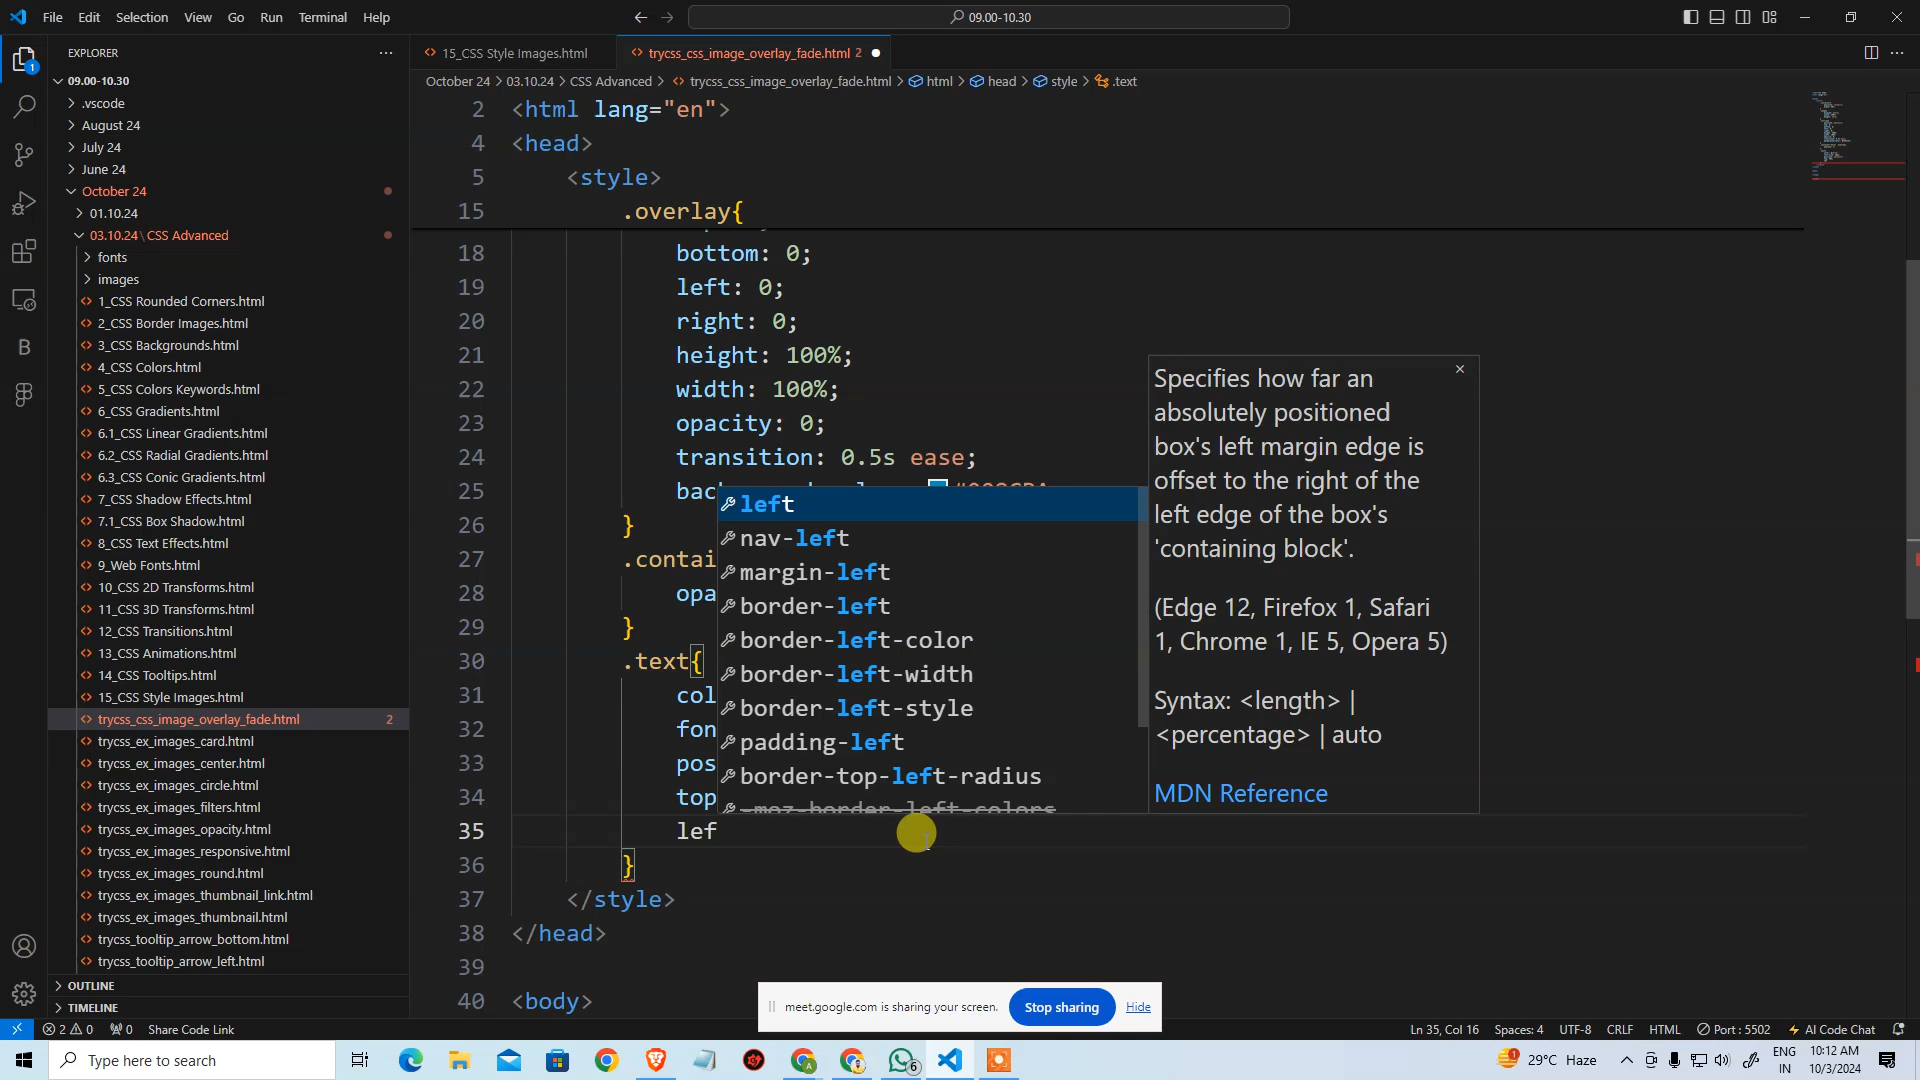 File Edit Selection View Go Run Terminal Help
09.00-10.30
EXPLORER
09.00-10.30
.vscode
August 24
July 24
June 24
October 24
01.10.24
03.10.24\CSS Advanced
fonts
images
1_CSS Rounded Corners.html
2_CSS Border Images.html
3_CSS Backgrounds.html
4_CSS Colors.html
5_CSS Colors Keywords.html
6_CSS Gradients.html
6.1_CSS Linear Gradients.html
6.2_CSS Radial Gradients.html
6.3_CSS Conic Gradients.html
7_CSS Shadow Effects.html
7.1_CSS Box Shadow.html
8_CSS Text Effects.html
9_Web Fonts.html
10_CSS 2D Transforms.html
11_CSS 3D Transforms.html
12_CSS Transitions.html
13_CSS Animations.html
14_CSS Tooltips.html
15_CSS Style Images.html
trycss_css_image_overlay_fade.html 2
trycss_ex_images_card.html
trycss_ex_images_center.html
trycss_ex_images_circle.html
trycss_ex_images_filters.html
trycss_ex_images_opacity.html
trycss_ex_images_responsive.html
trycss_ex_images_round.html
trycss_ex_images_thumbnail_link.html
trycss_ex_images_thumbnail.html
trycss_tooltip_arrow_bottom.html
trycss_tooltip_arrow_left.html
OUTLINE
TIMELINE
15_CSS Style Images.html
trycss_css_image_overlay_fade.html 2
October 24 > 03.10.24 > CSS Advanced > trycss_css_image_overlay_fade.html > html > head > style > .text
2 <html lang="en">
4 <head>
5 <style>
15 .overlay{
18 bottom: 0;
19 left: 0;
20 right: 0;
21 height: 100%;
22 width: 100%;
23 opacity: 0;
24 transition: 0.5s ease;
25 bac
26 }
27 .contai
28 opa
29 }
30 .text{
31 col
32 fon
33 pos
34 top
35 lef
36 }
37 </style>
38 </head>
39
40 <body>
left
nav-left
margin-left
border-left
border-left-color
border-left-width
border-left-style
padding-left
border-top-left-radius
-moz-border-left-colors
Specifies how far an
absolutely positioned
box's left margin edge is
offset to the right of the
left edge of the box's
'containing block'.
(Edge 12, Firefox 1, Safari
1, Chrome 1, IE 5, Opera 5)
Syntax: <length> |
<percentage> | auto
MDN Reference
meet.google.com is sharing your screen. Stop sharing Hide
2 0 0 Share Code Link
Ln 35, Col 16 Spaces: 4 UTF-8 CRLF HTML Port : 5502 AI Code Chat
Type here to search
B
1
6
1
29°C Haze
ENG
IN
10:12 AM
10/3/2024